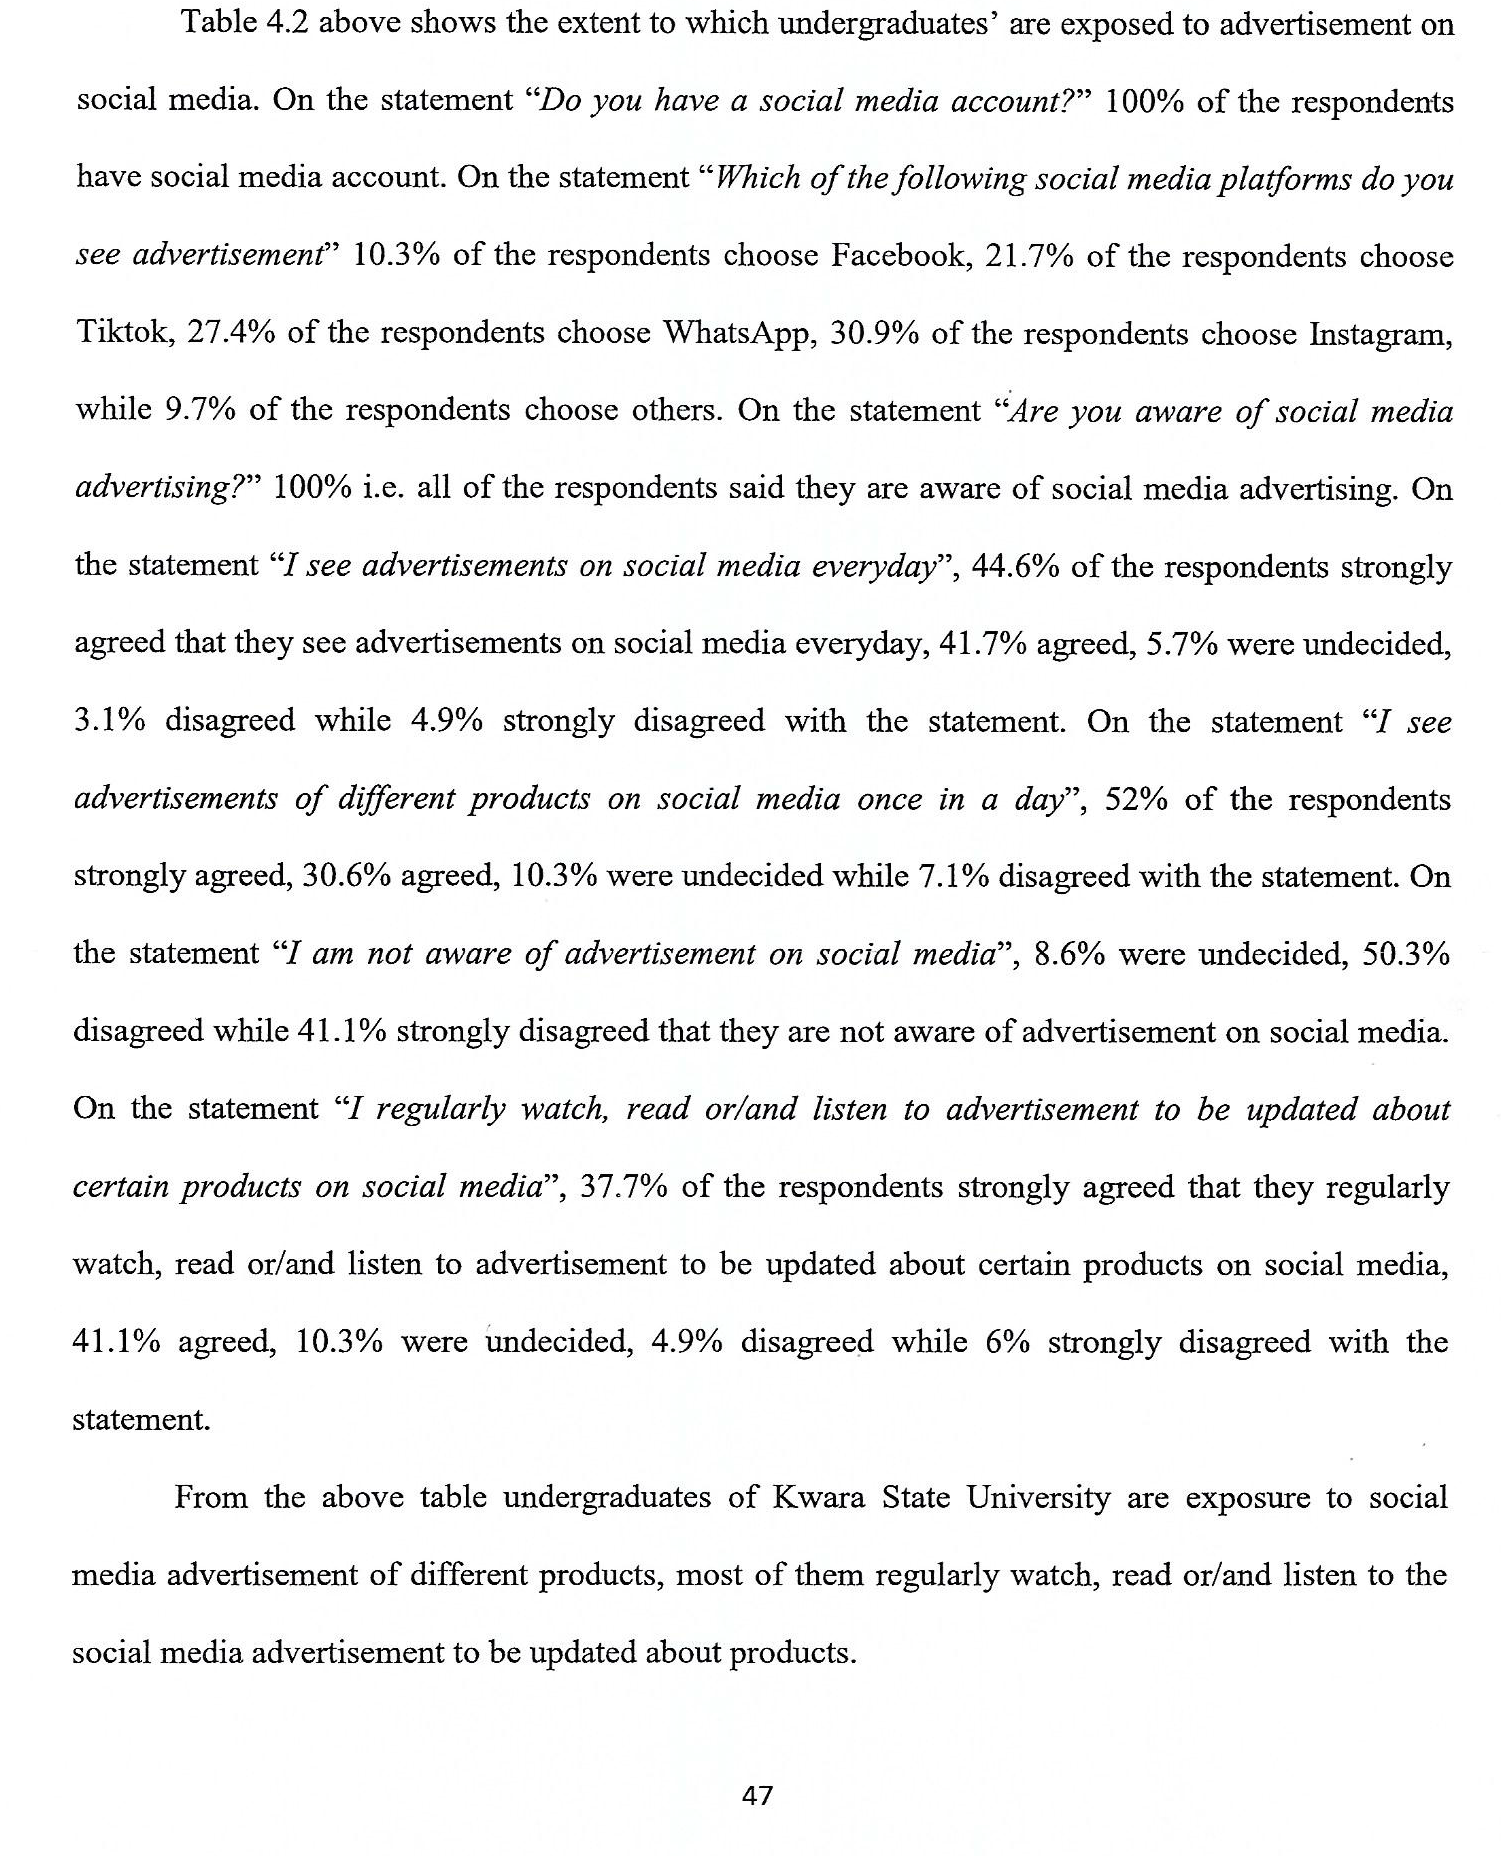 Table 4.2 above shows the extent to which undergraduates’ are exposed to advertisement on
social media. On the statement “Do you have a social media account?” 100% of the respondents
have social media account. On the statement “Which of the following social media platforms do you
see advertisement” 10.3% of the respondents choose Facebook, 21.7% of the respondents choose
Tiktok, 27.4% of the respondents choose WhatsApp, 30.9% of the respondents choose Instagram,
while 9.7% of the respondents choose others. On the statement “Are you aware of social media
advertising?” 100% i.e. all of the respondents said they are aware of social media advertising. On
the statement “I see advertisements on social media everyday”, 44.6% of the respondents strongly
agreed that they see advertisements on social media everyday, 41.7% agreed, 5.7% were undecided,
3.1% disagreed while 4.9% strongly disagreed with the statement. On the statement “I see
advertisements of different products on social media once in a day”, 52% of the respondents
strongly agreed, 30.6% agreed, 10.3% were undecided while 7.1% disagreed with the statement. On
the statement “I am not aware of advertisement on social media”, 8.6% were undecided, 50.3%
disagreed while 41.1% strongly disagreed that they are not aware of advertisement on social media.
On the statement “I regularly watch, read or/and listen to advertisement to be updated about
certain products on social media”, 37.7% of the respondents strongly agreed that they regularly
watch, read or/and listen to advertisement to be updated about certain products on social media,
41.1% agreed, 10.3% were undecided, 4.9% disagreed while 6% strongly disagreed with the
statement.
From the above table undergraduates of Kwara State University are exposure to social
media advertisement of different products, most of them regularly watch, read or/and listen to the
social media advertisement to be updated about products.
47